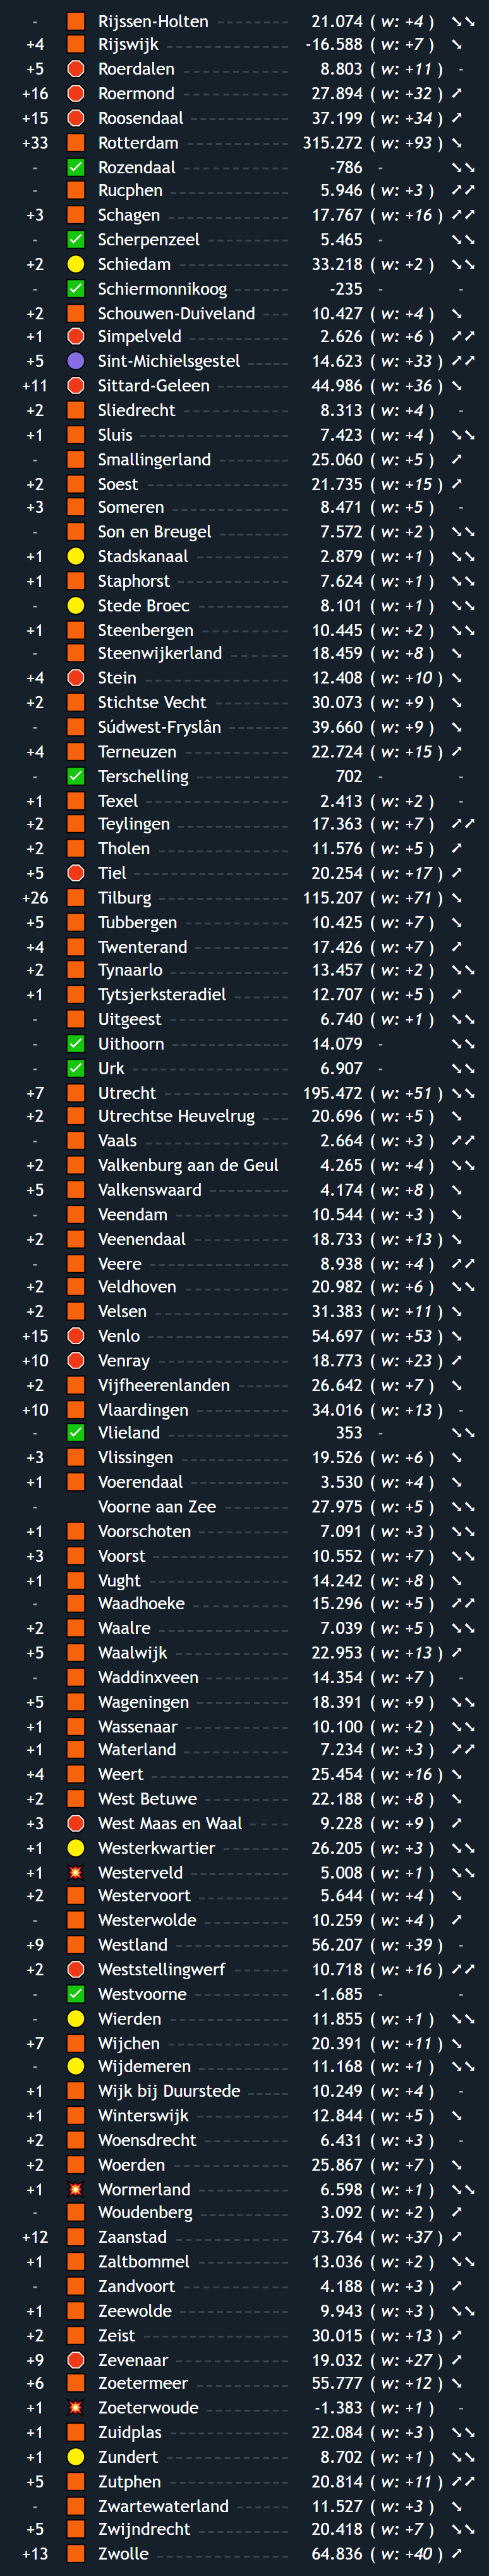 - Rijssen-Holten 21.074 ( w: +4 ) ➘➘
+4 Rijswijk -16.588 ( w: +7 ) ➘
+5 Roerdalen 8.803 ( w: +11 ) -
+16 Roermond 27.894 ( w: +32 ) ➚
+15 Roosendaal 37.199 ( w: +34 ) ➚
+33 Rotterdam 315.272 ( w: +93 ) ➘
- Rozendaal -786 - ➘➘
- Rucphen 5.946 ( w: +3 ) ➚➚
+3 Schagen 17.767 ( w: +16 ) ➚➚
- Scherpenzeel 5.465 - ➘➘
+2 Schiedam 33.218 ( w: +2 ) ➘➘
- Schiermonnikoog -235 - -
+2 Schouwen-Duiveland 10.427 ( w: +4 ) ➘
+1 Simpelveld 2.626 ( w: +6 ) ➚➚
+5 Sint-Michielsgestel 14.623 ( w: +33 ) ➚➚
+11 Sittard-Geleen 44.986 ( w: +36 ) ➘
+2 Sliedrecht 8.313 ( w: +4 ) -
+1 Sluis 7.423 ( w: +4 ) ➘➘
- Smallingerland 25.060 ( w: +5 ) ➚
+2 Soest 21.735 ( w: +15 ) ➚
+3 Someren 8.471 ( w: +5 ) -
- Son en Breugel 7.572 ( w: +2 ) ➘➘
+1 Stadskanaal 2.879 ( w: +1 ) ➘➘
+1 Staphorst 7.624 ( w: +1 ) ➘➘
- Stede Broec 8.101 ( w: +1 ) ➘➘
+1 Steenbergen 10.445 ( w: +2 ) ➘➘
- Steenwijkerland 18.459 ( w: +8 ) ➘
+4 Stein 12.408 ( w: +10 ) ➘
+2 Stichtse Vecht 30.073 ( w: +9 ) ➘
- Súdwest-Fryslân 39.660 ( w: +9 ) ➘
+4 Terneuzen 22.724 ( w: +15 ) ➚
- Terschelling 702 - -
+1 Texel 2.413 ( w: +2 ) -
+2 Teylingen 17.363 ( w: +7 ) ➚➚
+2 Tholen 11.576 ( w: +5 ) ➚
+5 Tiel 20.254 ( w: +17 ) ➚
+26 Tilburg 115.207 ( w: +71 ) ➘
+5 Tubbergen 10.425 ( w: +7 ) ➘
+4 Twenterand 17.426 ( w: +7 ) ➚
+2 Tynaarlo 13.457 ( w: +2 ) ➘➘
+1 Tytsjerksteradiel 12.707 ( w: +5 ) ➚
- Uitgeest 6.740 ( w: +1 ) ➘➘
- Uithoorn 14.079 - ➘➘
- Urk 6.907 - ➘➘
+7 Utrecht 195.472 ( w: +51 ) ➘➘
+2 Utrechtse Heuvelrug 20.696 ( w: +5 ) ➘
- Vaals 2.664 ( w: +3 ) ➚➚
+2 Valkenburg aan de Geul 4.265 ( w: +4 ) ➘➘
+5 Valkenswaard 4.174 ( w: +8 ) ➘
- Veendam 10.544 ( w: +3 ) ➘
+2 Veenendaal 18.733 ( w: +13 ) ➘
- Veere 8.938 ( w: +4 ) ➚➚
+2 Veldhoven 20.982 ( w: +6 ) ➘➘
+2 Velsen 31.383 ( w: +11 ) ➘
+15 Venlo 54.697 ( w: +53 ) ➘
+10 Venray 18.773 ( w: +23 ) ➚
+2 Vijfheerenlanden 26.642 ( w: +7 ) ➘
+10 Vlaardingen 34.016 ( w: +13 ) -
- Vlieland 353 - ➘➘
+3 Vlissingen 19.526 ( w: +6 ) ➘
+1 Voerendaal 3.530 ( w: +4 ) ➘
- Voorne aan Zee 27.975 ( w: +5 ) ➘➘
+1 Voorschoten 7.091 ( w: +3 ) ➘➘
+3 Voorst 10.552 ( w: +7 ) ➘➘
+1 Vught 14.242 ( w: +8 ) ➘
- Waadhoeke 15.296 ( w: +5 ) ➚➚
+2 Waalre 7.039 ( w: +5 ) ➘➘
+5 Waalwijk 22.953 ( w: +13 ) ➚
- Waddinxveen 14.354 ( w: +7 ) -
+5 Wageningen 18.391 ( w: +9 ) ➘➘
+1 Wassenaar 10.100 ( w: +2 ) ➘➘
+1 Waterland 7.234 ( w: +3 ) ➚➚
+4 Weert 25.454 ( w: +16 ) ➘
+2 West Betuwe 22.188 ( w: +8 ) ➘
+3 West Maas en Waal 9.228 ( w: +9 ) ➚
+1 Westerkwartier 26.205 ( w: +3 ) ➘➘
+1 Westerveld 5.008 ( w: +1 ) ➘➘
+2 Westervoort 5.644 ( w: +4 ) ➘
- Westerwolde 10.259 ( w: +4 ) ➚
+9 Westland 56.207 ( w: +39 ) -
+2 Weststellingwerf 10.718 ( w: +16 ) ➚➚
- Westvoorne -1.685 - -
- Wierden 11.855 ( w: +1 ) ➘➘
+7 Wijchen 20.391 ( w: +11 ) ➘
- Wijdemeren 11.168 ( w: +1 ) ➘➘
+1 Wijk bij Duurstede 10.249 ( w: +4 ) -
+1 Winterswijk 12.844 ( w: +5 ) ➘
+2 Woensdrecht 6.431 ( w: +3 ) -
+2 Woerden 25.867 ( w: +7 ) ➘
+1 Wormerland 6.598 ( w: +1 ) ➘➘
- Woudenberg 3.092 ( w: +2 ) ➚
+12 Zaanstad 73.764 ( w: +37 ) ➚
+1 Zaltbommel 13.036 ( w: +2 ) ➘➘
- Zandvoort 4.188 ( w: +3 ) ➚
+1 Zeewolde 9.943 ( w: +3 ) ➘➘
+2 Zeist 30.015 ( w: +13 ) ➚
+9 Zevenaar 19.032 ( w: +27 ) ➚
+6 Zoetermeer 55.777 ( w: +12 ) ➘
+1 Zoeterwoude -1.383 ( w: +1 ) -
+1 Zuidplas 22.084 ( w: +3 ) ➘➘
+1 Zundert 8.702 ( w: +1 ) ➘➘
+5 Zutphen 20.814 ( w: +11 ) ➚➚
- Zwartewaterland 11.527 ( w: +3 ) ➘
+5 Zwijndrecht 20.418 ( w: +7 ) ➘➘
+13 Zwolle 64.836 ( w: +40 ) ➚